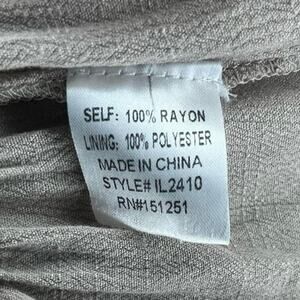 SELF: 100% RAYON
LINING: 100% POLYESTER
MADE IN CHINA
STYLE# IL2410
RN#151251